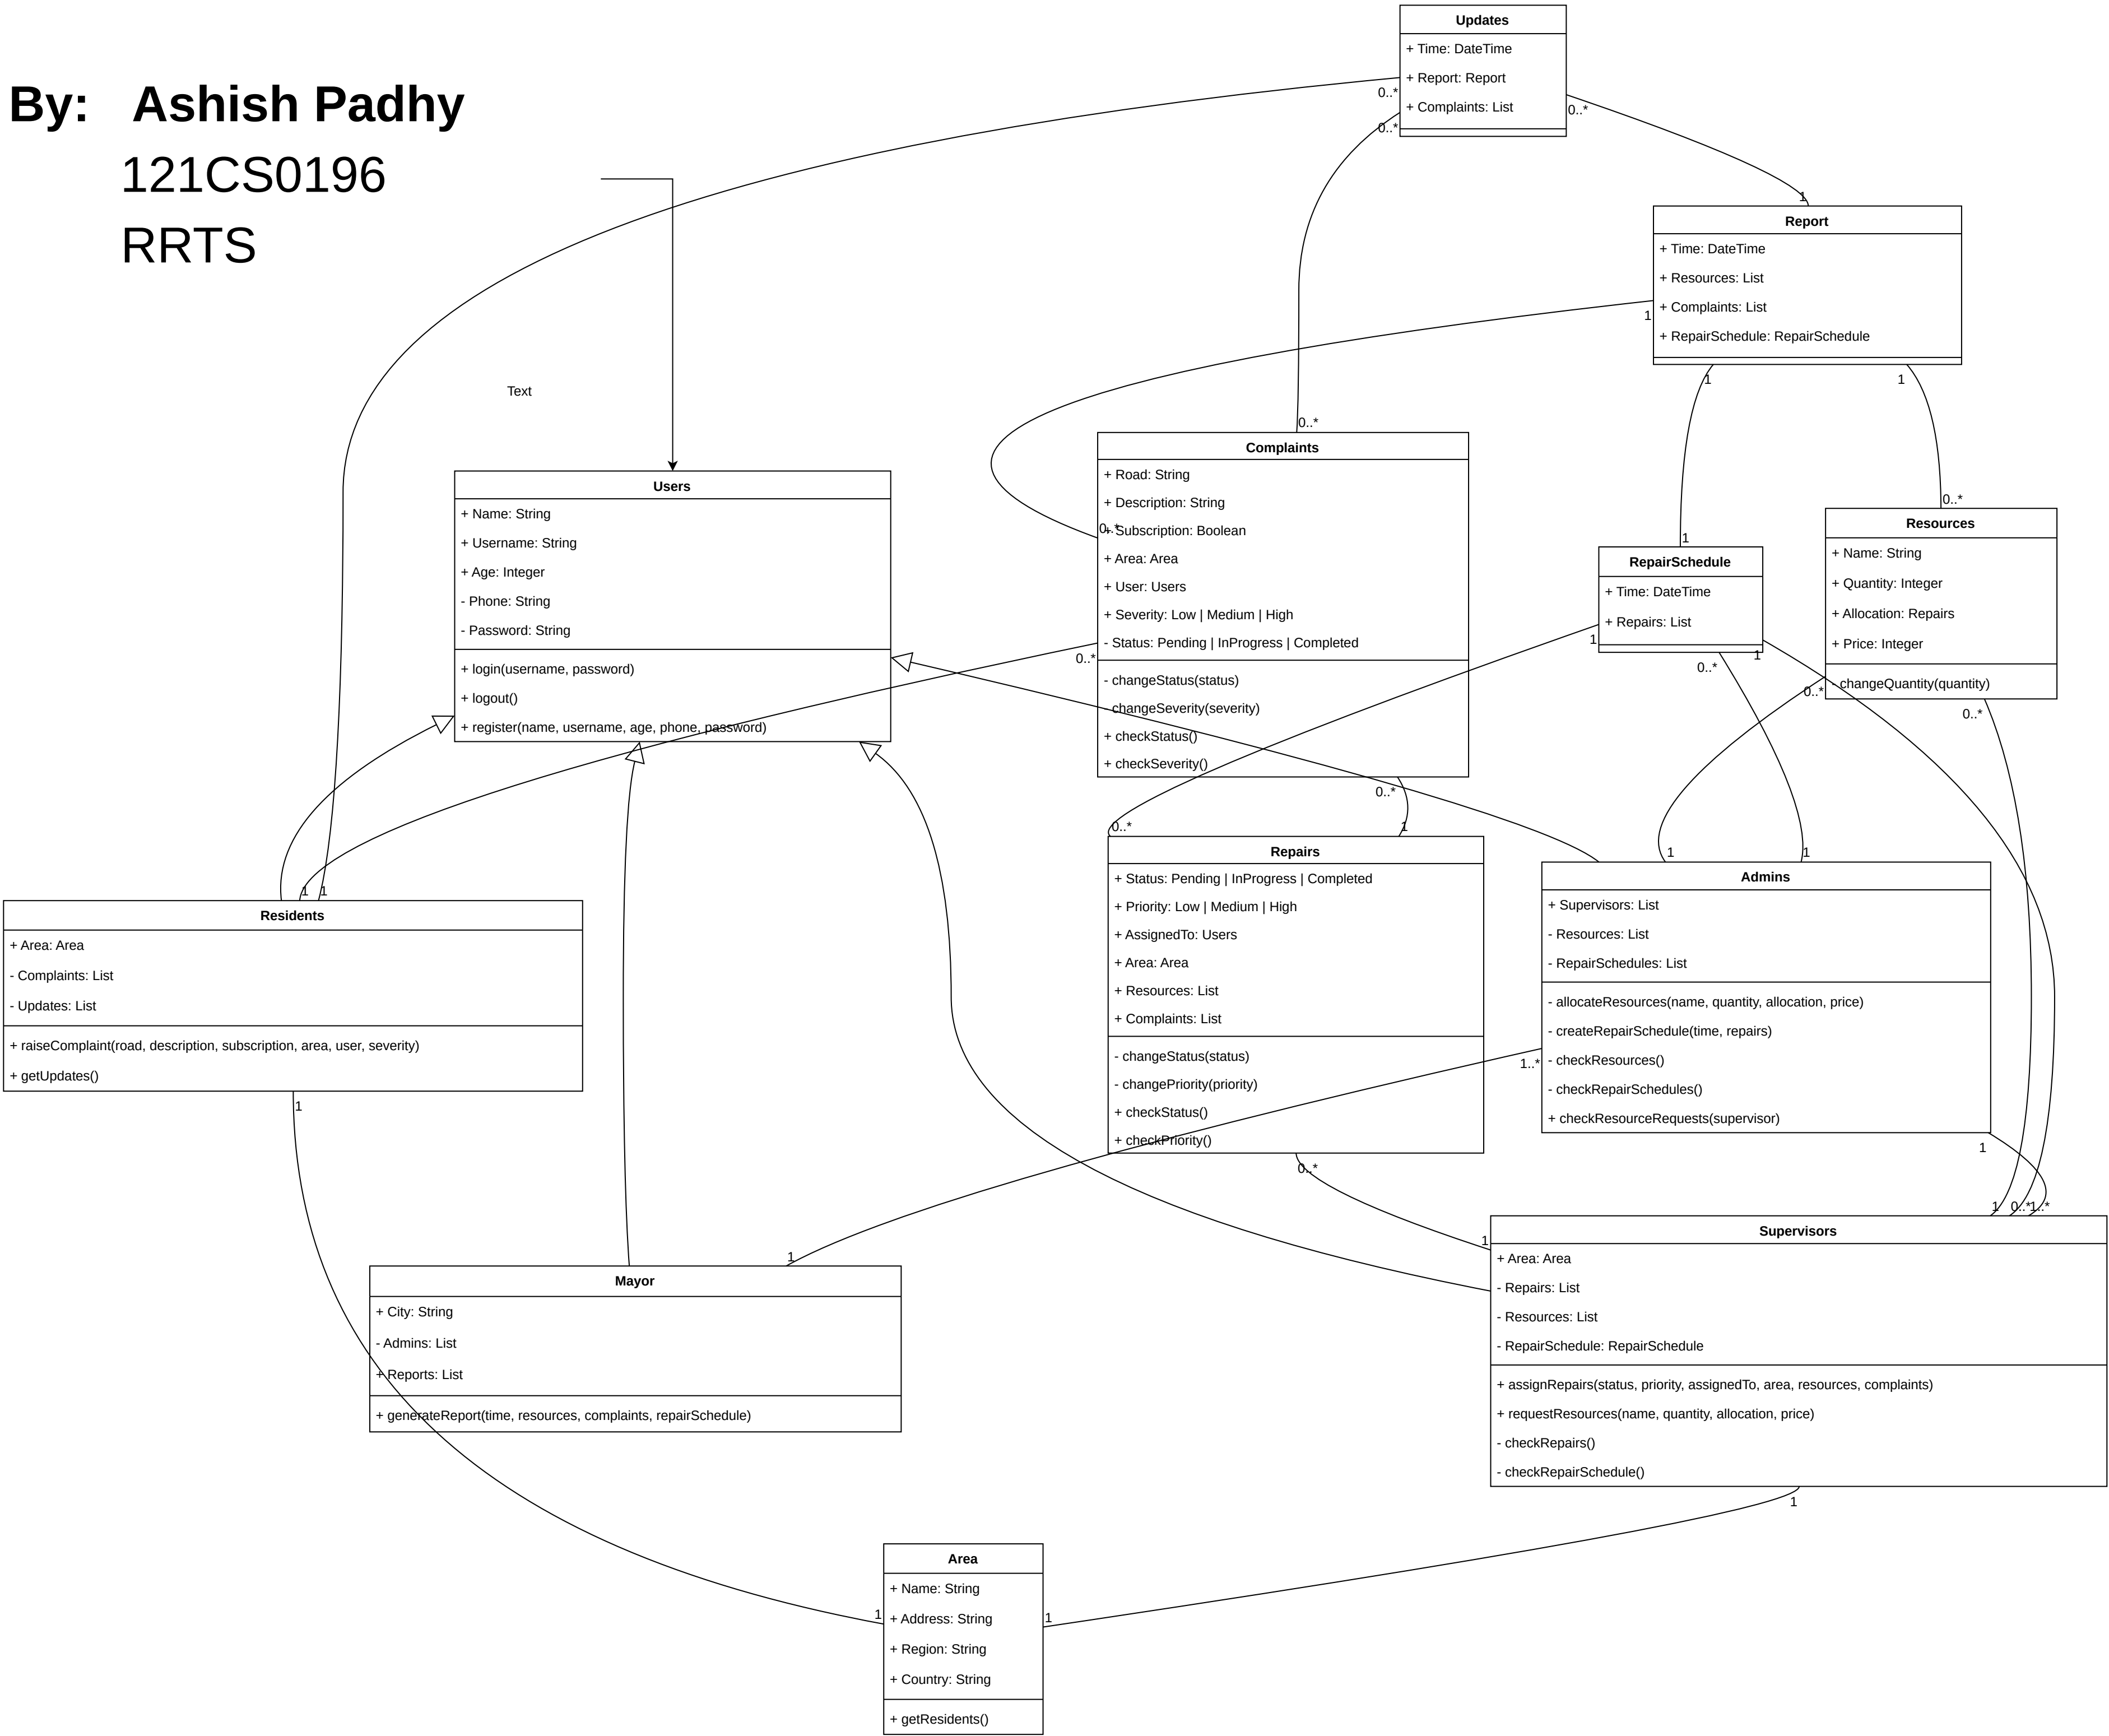 By: Ashish Padhy
121CS0196
RRTS
Text
Updates
+ Time: DateTime
+ Report: Report
+ Complaints: List
0..*
0..*
0..*
1
Report
+ Time: DateTime
+ Resources: List
+ Complaints: List
+ RepairSchedule: RepairSchedule
1
1
1
Users
+ Name: String
+ Username: String
+ Age: Integer
- Phone: String
- Password: String
+ login(username, password)
+ logout()
+ register(name, username, age, phone, password)
0..*
Complaints
+ Road: String
+ Description: String
0..*
+ Subscription: Boolean
+ Area: Area
+ User: Users
+ Severity: Low | Medium | High
- Status: Pending | InProgress | Completed
0..*
- changeStatus(status)
- changeSeverity(severity)
+ checkStatus()
+ checkSeverity()
0..*
1
RepairSchedule
+ Time: DateTime
+ Repairs: List
1
0..*
1
0..*
Resources
+ Name: String
+ Quantity: Integer
+ Allocation: Repairs
+ Price: Integer
- changeQuantity(quantity)
0..*
0..*
0..*
1
Repairs
+ Status: Pending | InProgress | Completed
+ Priority: Low | Medium | High
+ AssignedTo: Users
+ Area: Area
+ Resources: List
+ Complaints: List
- changeStatus(status)
- changePriority(priority)
+ checkStatus()
+ checkPriority()
0..*
1
1
Admins
+ Supervisors: List
- Resources: List
- RepairSchedules: List
- allocateResources(name, quantity, allocation, price)
- createRepairSchedule(time, repairs)
- checkResources()
1..*
- checkRepairSchedules()
+ checkResourceRequests(supervisor)
1
1
1
Residents
+ Area: Area
- Complaints: List
- Updates: List
+ raiseComplaint(road, description, subscription, area, user, severity)
+ getUpdates()
1
1
Mayor
+ City: String
- Admins: List
+ Reports: List
+ generateReport(time, resources, complaints, repairSchedule)
1
0..*
1..*
1
Supervisors
+ Area: Area
- Repairs: List
- Resources: List
- RepairSchedule: RepairSchedule
+ assignRepairs(status, priority, assignedTo, area, resources, complaints)
+ requestResources(name, quantity, allocation, price)
- checkRepairs()
- checkRepairSchedule()
1
Area
+ Name: String
1
1
+ Address: String
+ Region: String
+ Country: String
+ getResidents()